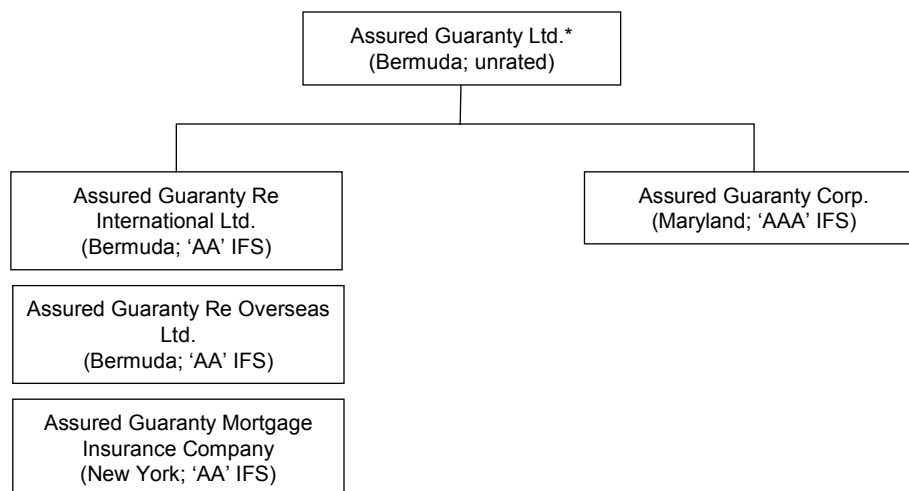 Assured Guaranty Ltd.*
(Bermuda; unrated)
Assured Guaranty Re
International Ltd.
(Bermuda; ‘AA’ IFS)
Assured Guaranty Corp.
(Maryland; ‘AAA’ IFS)
Assured Guaranty Re Overseas
Ltd.
(Bermuda; ‘AA’ IFS)
Assured Guaranty Mortgage
Insurance Company
(New York; ‘AA’ IFS)